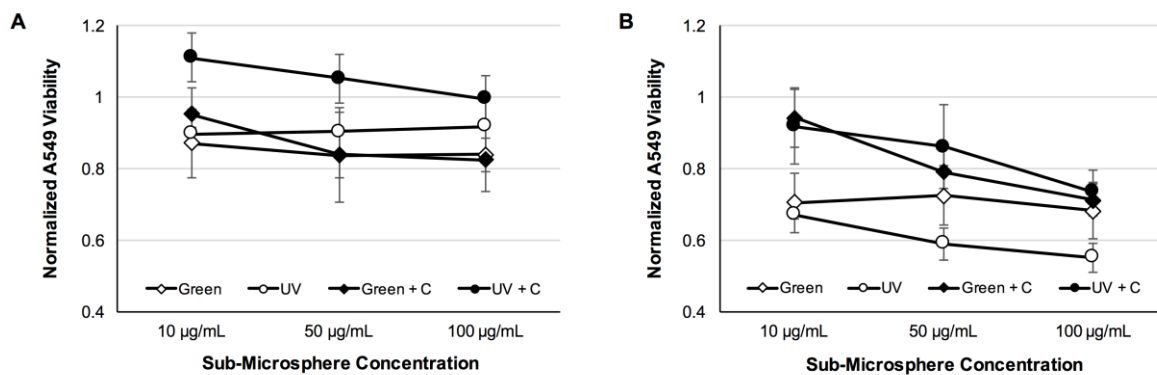 A
Normalized A549 Viability
1.2
1
0.8
0.6
0.4
Green UV Green + C UV + C
10 µg/mL 50 µg/mL 100 µg/mL
Sub-Microsphere Concentration
B
Normalized A549 Viability
1.2
1
0.8
0.6
0.4
Green UV Green + C UV + C
10 µg/mL 50 µg/mL 100 µg/mL
Sub-Microsphere Concentration